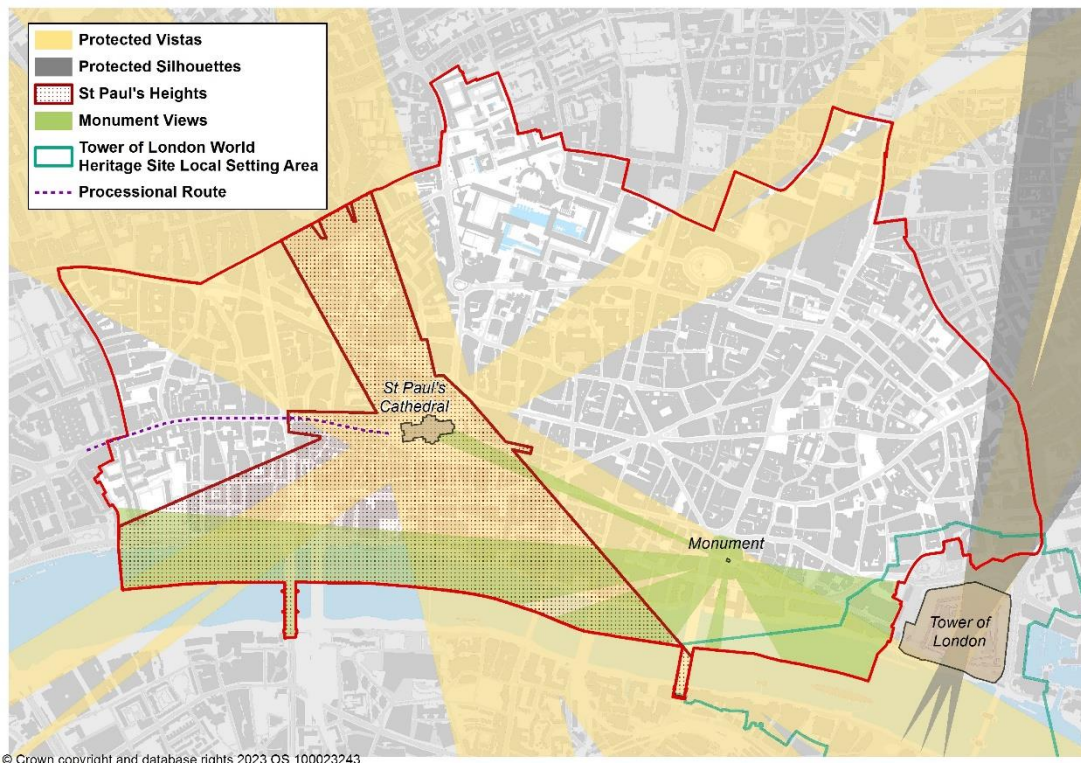 Protected Vistas
Protected Silhouettes
St Paul's Heights
Monument Views
Tower of London World
Heritage Site Local Setting Area
Processional Route
St Paul's
Cathedral
Monument
Tower of
London
© Crown copyright and database rights 2023 OS 100023243